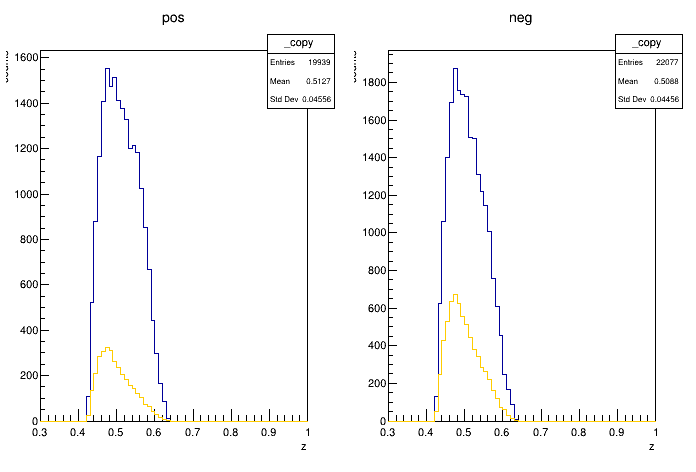 pos
neg
_copy
Entries 19939
Mean 0.5127
Std Dev 0.04556
_copy
Entries 22077
Mean 0.5088
Std Dev 0.04456
1600
1400
1200
1000
800
600
400
200
0
0.3 0.4 0.5 0.6 0.7 0.8 0.9 1
z
1800
1600
1400
1200
1000
800
600
400
200
0
0.3 0.4 0.5 0.6 0.7 0.8 0.9 1
z